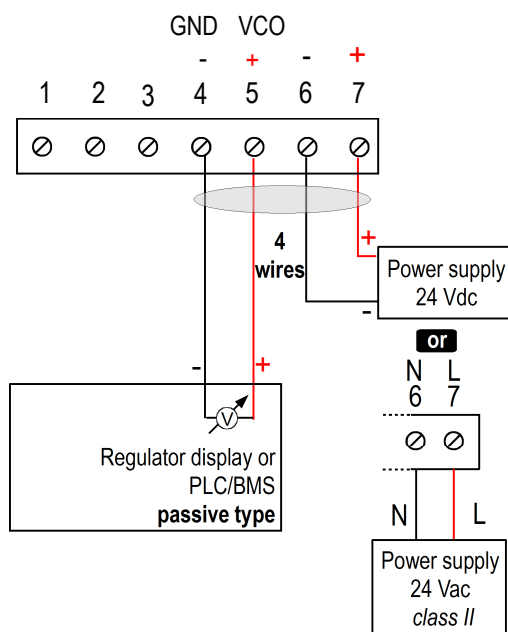 GND VCO
- + - +
1 2 3 4 5 6 7
4
wires
+
-
Power supply
24 Vdc
or
- +
V
Regulator display or
PLC/BMS
passive type
N L
6 7
N L
Power supply
24 Vac
class II